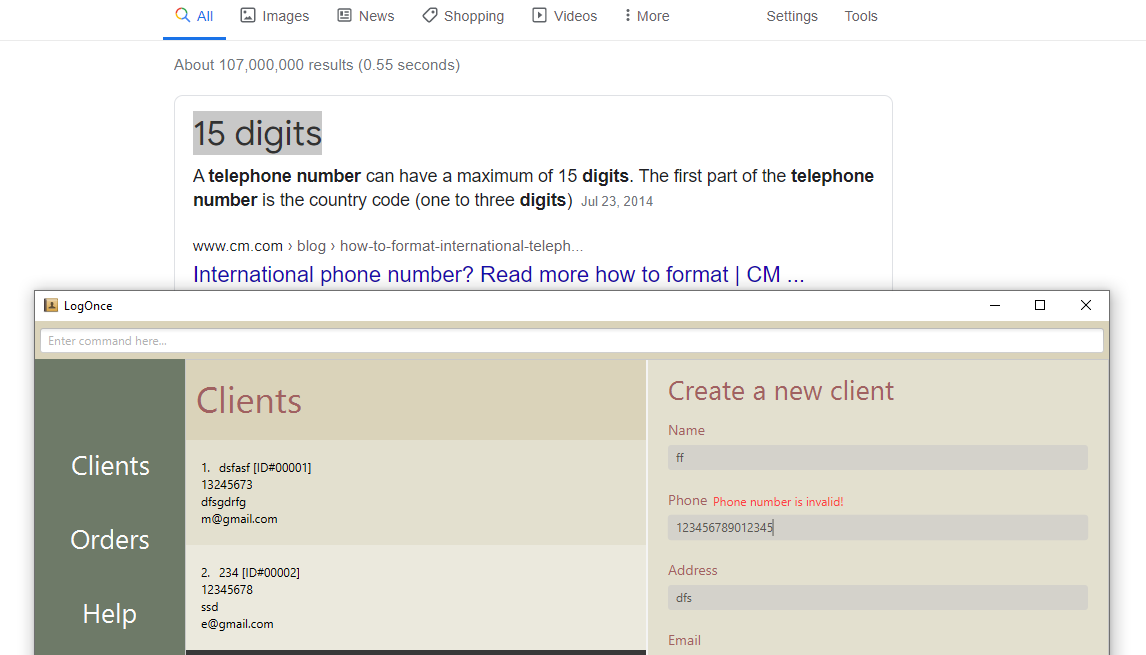 All Images News Shopping Videos More Settings Tools
About 107,000,000 results (0.55 seconds)
15 digits
A telephone number can have a maximum of 15 digits. The first part of the telephone
number is the country code (one to three digits) Jul 23, 2014
www.cm.com › blog › how-to-format-international-teleph...
International phone number? Read more how to format | CM ...
LogOnce
Enter command here...
Clients
Orders
Help
Clients
1. dsfasf [ID#00001]
13245673
dfsgdrfg
m@gmail.com
2. 234 [ID#00002]
12345678
ssd
e@gmail.com
Create a new client
Name
ff
Phone Phone number is invalid!
123456789012345
Address
dfs
Email